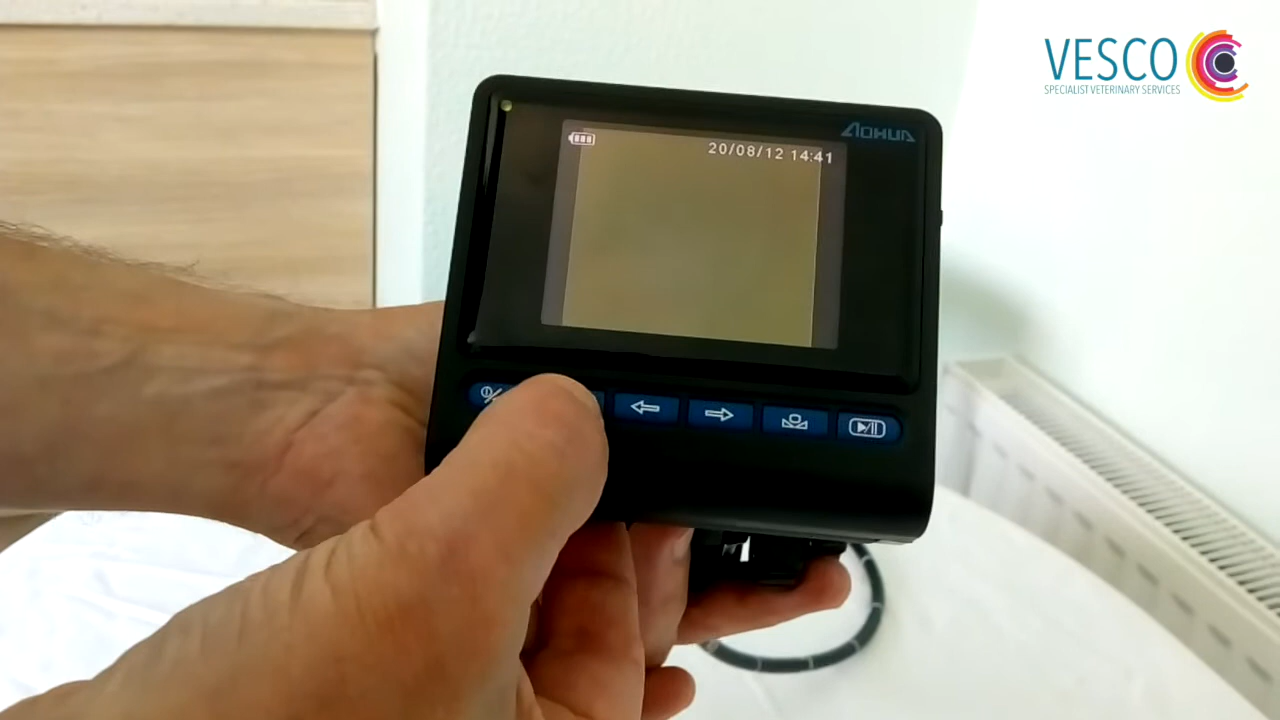 VESCO
SPECIALIST VETERINARY SERVICES
AOHUA
20/08/12 14:41